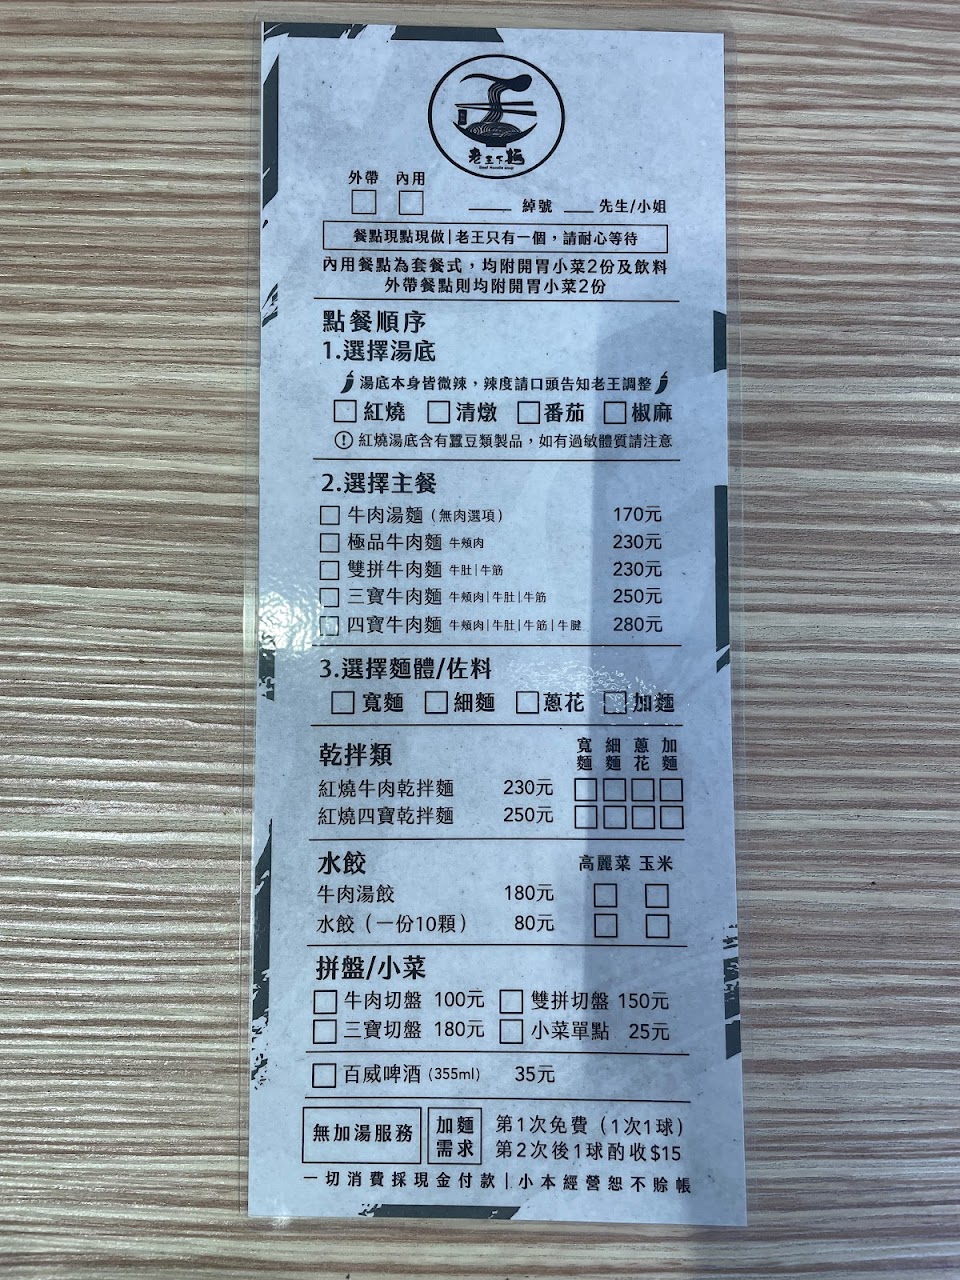 老王下麵
Beef Noodle Shop
外帶 內用
綽號 先生/小姐
餐點現點現做|老王只有一個,請耐心等待
內用餐點為套餐式,均附開胃小菜2份及飲料
外帶餐點則均附開胃小菜2份
點餐順序
1.選擇湯底
湯底本身皆微辣,辣度請口頭告知老王調整
紅燒 清燉 番茄 椒麻
! 紅燒湯底含有蠶豆類製品,如有過敏體質請注意
2.選擇主餐
牛肉湯麵(無肉選項) 170元
極品牛肉麵 牛頰肉 230元
雙拼牛肉麵 牛肚|牛筋 230元
三寶牛肉麵 牛頰肉|牛肚|牛筋 250元
四寶牛肉麵 牛頰肉|牛肚|牛筋|牛腱 280元
3.選擇麵體/佐料
寬麵 細麵 蔥花 加麵
乾拌類 寬麵 細麵 蔥花 加麵
紅燒牛肉乾拌麵 230元
紅燒四寶乾拌麵 250元
水餃 高麗菜 玉米
牛肉湯餃 180元
水餃(一份10顆) 80元
拼盤/小菜
牛肉切盤 100元 雙拼切盤 150元
三寶切盤 180元 小菜單點 25元
百威啤酒(355ml) 35元
無加湯服務 加麵需求 第1次免費(1次1球)
第2次後1球酌收$15
一切消費採現金付款|小本經營恕不賒帳